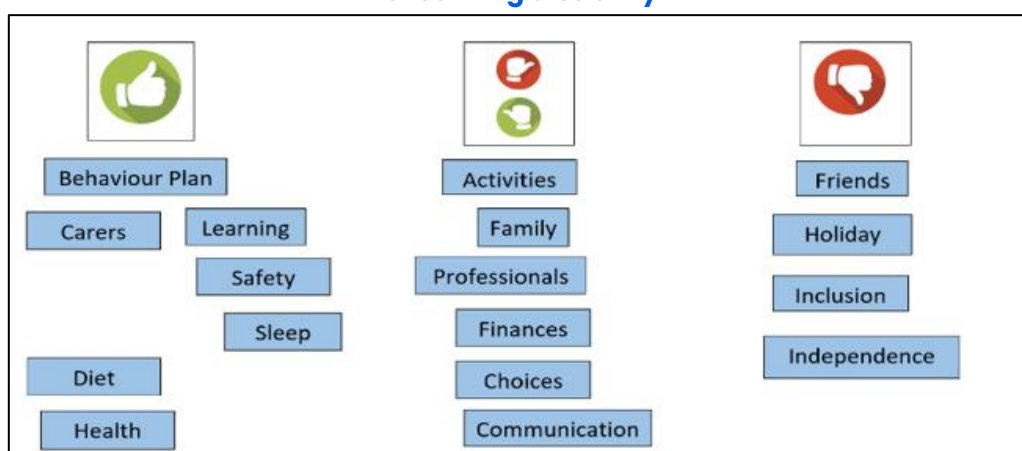 Behaviour Plan
Carers
Learning
Safety
Sleep
Diet
Health
Activities
Family
Professionals
Finances
Choices
Communication
Friends
Holiday
Inclusion
Independence